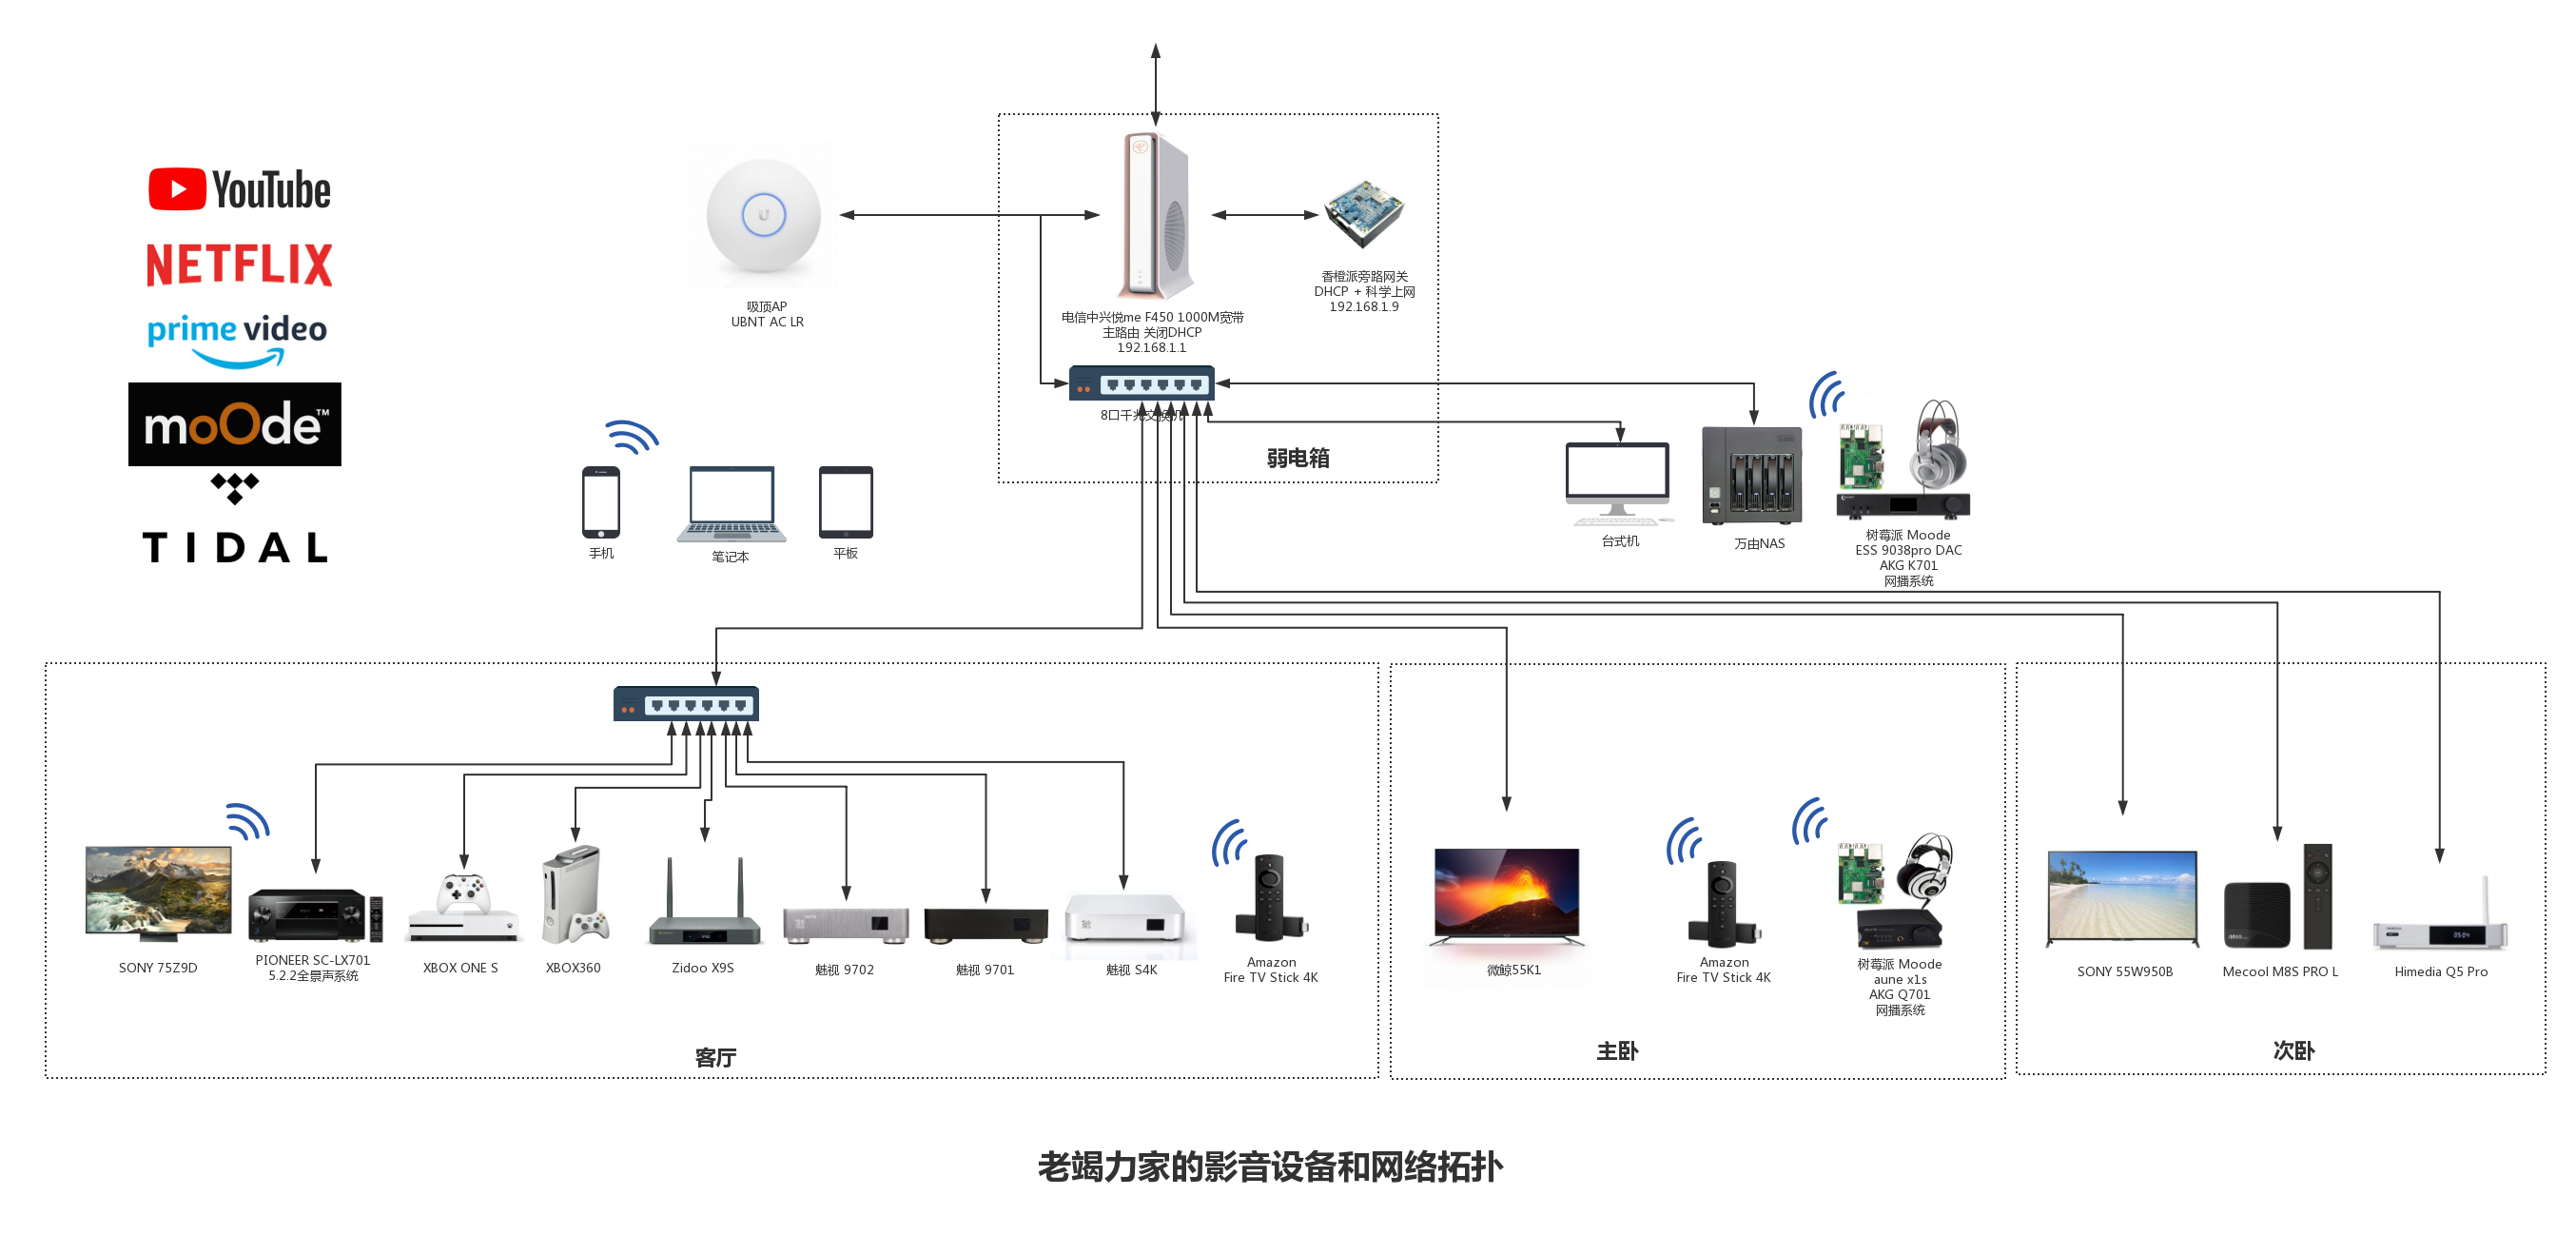 YouTube
NETFLIX
prime video
moOde™
TIDAL
吸顶AP
UBNT AC LR
电信中兴悦me F450 1000M宽带
主路由 关闭DHCP
192.168.1.1
香橙派旁路网关
DHCP + 科学上网
192.168.1.9
8口千兆交换机
弱电箱
手机
笔记本
平板
台式机
万由NAS
树莓派 Moode
ESS 9038pro DAC
AKG K701
网播系统
SONY 75Z9D
PIONEER SC-LX701
5.2.2全景声系统
XBOX ONE S
XBOX360
Zidoo X9S
魅视 9702
魅视 9701
魅视 S4K
Amazon
Fire TV Stick 4K
客厅
微鲸55K1
Amazon
Fire TV Stick 4K
树莓派 Moode
aune x1s
AKG Q701
网播系统
主卧
SONY 55W950B
Mecool M8S PRO L
Himedia Q5 Pro
次卧
老竭力家的影音设备和网络拓扑